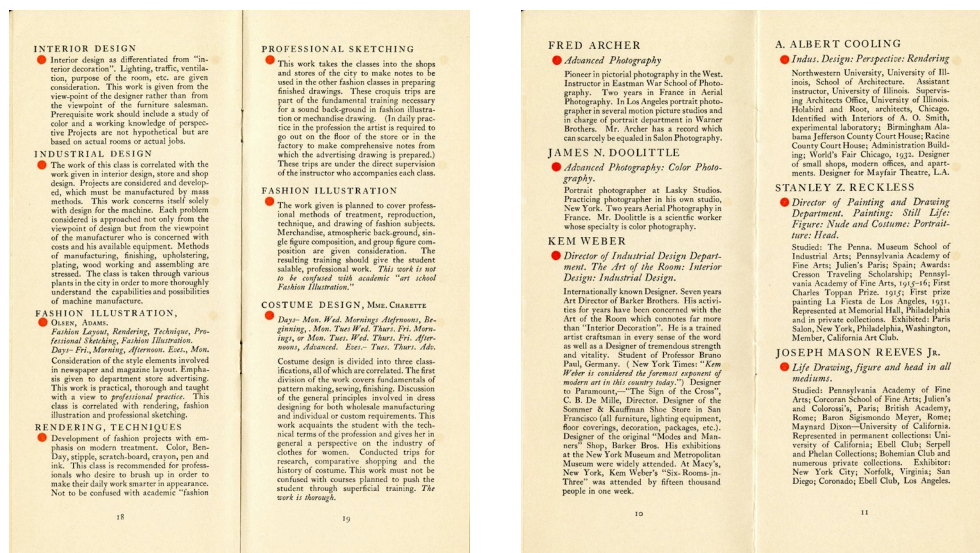 INTERIOR DESIGN
Interior design as differentiated from "in-
terior decoration". Lighting, traffic, ventila-
tion, purpose of the room, etc. are given
consideration. This work is given from the
view-point of the designer rather than from
the viewpoint of the furniture salesman.
Prerequisite work should include a study of
color and a working knowledge of perspec-
tive Projects are not hypothetical but are
based on actual rooms or actual jobs.
INDUSTRIAL DESIGN
The work of this class is correlated with the
work given in interior design, store and shop
design. Projects are considered and develop-
ed, which must be manufactured by mass
methods. This work concerns itself solely
with design for the machine. Each problem
considered is approached not only from the
viewpoint of design but from the viewpoint
of the manufacturer who is concerned with
costs and his available equipment. Methods
of manufacturing, finishing, upholstering,
plating, wood working and assembling are
stressed. The class is taken through various
plants in the city in order to more thoroughly
understand the capabilities and possibilities
of machine manufacture.
FASHION ILLUSTRATION,
OLSEN, ADAMS.
Fashion Layout, Rendering, Technique, Pro-
fessional Sketching, Fashion Illustration.
Days– Fri., Morning, Afternoon. Eves., Mon.
Consideration of the style elements involved
in newspaper and magazine layout. Empha-
sis given to department store advertising.
This work is practical, thorough and taught
with a view to professional practice. This
class is correlated with rendering, fashion
illustration and professional sketching.
RENDERING, TECHNIQUES
Development of fashion projects with em-
phasis on modern treatment. Color, Ben-
Day, stipple, scratch-board, crayon, pen and
ink. This class is recommended for profess-
ionals who desire to brush up in order to
make their daily work smarter in appearance.
Not to be confused with academic "fashion
18
PROFESSIONAL SKETCHING
This work takes the classes into the shops
and stores of the city to make notes to be
used in the other fashion classes in preparing
finished drawings. These croquis trips are
part of the fundamental training necessary
for a sound back-ground in fashion illustra-
tion or mechandise drawing. (In daily prac-
tice in the profession the artist is required to
go out on the floor of the store or in the
factory to make comprehensive notes from
which the advertising drawing is prepared.)
These trips are under the direct supervision
of the instructor who accompanies each class.
FASHION ILLUSTRATION
The work given is planned to cover profess-
ional methods of treatment, reproduction,
technique, and drawing of fashion subjects.
Merchandise, atmospheric back-ground, sin-
gle figure composition, and group figure com-
position are given consideration. The
resulting training should give the student
salable, professional work. This work is not
to be confused with academic "art school
Fashion Illustration."
COSTUME DESIGN, MME. CHARETTE
Days– Mon. Wed. Mornings Atefrnoons, Be-
ginning, . Mon. Tues Wed. Thurs. Fri. Morn-
ings, or Mon. Tues. Wed. Thurs. Fri. After-
noons, Advanced. Eves.– Tues. Thurs. Adv.
Costume design is divided into three class-
ifications, all of which are correlated. The first
division of the work covers fundamentals of
pattern making, sewing, finishing. Discussion
of the general principles involved in dress
designing for both wholesale manufacturing
and individual or custom requirements. This
work acquaints the student with the tech-
nical terms of the profession and gives her in
general a perspective on the industry of
clothes for women. Conducted trips for
research, comparative shopping and the
history of costume. This work must not be
confused with courses planned to push the
student through superficial training. The
work is thorough.
19
FRED ARCHER
Advanced Photography
Pioneer in pictorial photography in the West.
Instructor in Eastman War School of Photo-
graphy. Two years in France in Aerial
Photography. In Los Angeles portrait photo-
grapher in several motion picture studios and
in charge of portrait department in Warner
Brothers. Mr. Archer has a record which
can scarcely be equaled in Salon Photography.
JAMES N. DOOLITTLE
Advanced Photography: Color Photo-
graphy.
Portrait photographer at Lasky Studios.
Practicing photographer in his own studio,
New York. Two years Aerial Photography in
France. Mr. Doolittle is a scientific worker
whose specialty is color photography.
KEM WEBER
Director of Industrial Design Depart-
ment. The Art of the Room: Interior
Design: Industrial Design.
Internationally known Designer. Seven years
Art Director of Barker Brothers. His activi-
ties for years have been concerned with the
Art of the Room which connotes far more
than "Interior Decoration". He is a trained
artist craftsman in every sense of the word
as well as a Designer of tremendous strength
and vitality. Student of Professor Bruno
Paul, Germany. ( New York Times: "Kem
Weber is considered the foremost exponent of
modern art in this country today.") Designer
to Paramount,—"The Sign of the Cross",
C. B. De Mille, Director. Designer of the
Sommer & Kauffman Shoe Store in San
Francisco (all furniture, lighting equipment,
floor coverings, decoration, packages, etc.).
Designer of the original "Modes and Man-
ners" Shop, Barker Bros. His exhibitions
at the New York Museum and Metropolitan
Museum were widely attended. At Macy's,
New York, Kem Weber's "Six-Rooms-in-
Three" was attended by fifteen thousand
people in one week.
10
A. ALBERT COOLING
Indus. Design: Perspective: Rendering
Northwestern University, University of Ill-
inois, School of Architecture. Assistant
instructor, University of Illinois. Supervis-
ing Architects Office, University of Illinois.
Holabird and Root, architects, Chicago.
Identified with Interiors of A. O. Smith,
experimental laboratory; Birmingham Ala-
bama Jefferson County Court House; Racine
County Court House; Administration Build-
ing; World's Fair Chicago, 1932. Designer
of small shops, modern offices, and apart-
ments. Designer for Mayfair Theatre, L.A.
STANLEY Z. RECKLESS
Director of Painting and Drawing
Department. Painting: Still Life:
Figure: Nude and Costume: Portrait-
ture: Head.
Studied: The Penna. Museum School of
Industrial Arts; Pennsylvania Academy of
Fine Arts; Julien's Paris; Spain; Awards:
Cresson Traveling Scholarship; Pennsyl-
vania Academy of Fine Arts, 1915–16; First
Charles Toppan Prize. 1915; First prize
painting La Fiesta de Los Angeles, 1931.
Represented at Memorial Hall, Philadelphia
and in private collections. Exhibited: Paris
Salon, New York, Philadelphia, Washington,
Member, California Art Club.
JOSEPH MASON REEVES JR.
Life Drawing, figure and head in all
mediums.
Studied: Pennsylvania Academy of Fine
Arts; Corcoran School of Fine Arts; Julien's
and Colorossi's, Paris; British Academy,
Rome; Baron Sigismond Meyer, Rome;
Maynard Dixon—University of California.
Represented in permanent collections: Uni-
versity of California; Ebell Club; Serpell
and Phelan Collections; Bohemian Club and
numerous private collections. Exhibitor:
New York City; Norfolk, Virginia; San
Diego; Coronado; Ebell Club, Los Angeles.
11